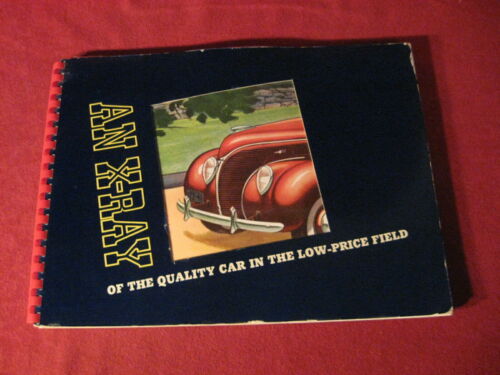 AN X-RAY
OF THE QUALITY CAR IN THE LOW-PRICE FIELD